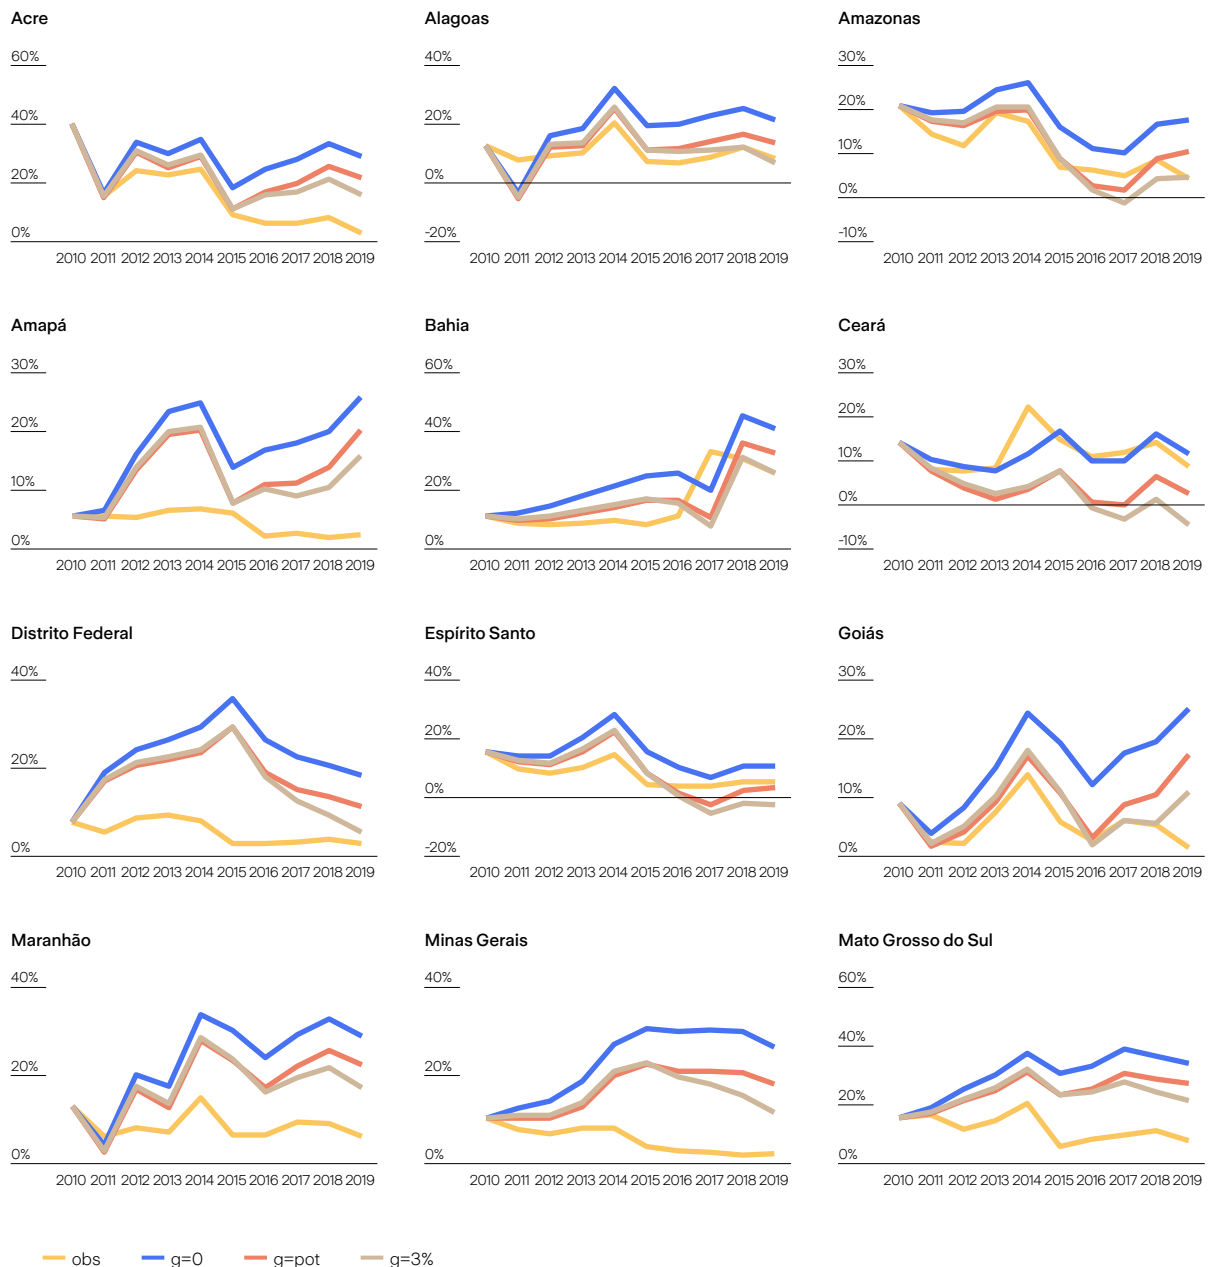 Acre
Alagoas
Amazonas
60%
40%
20%
0%
2010 2011 2012 2013 2014 2015 2016 2017 2018 2019
40%
20%
0%
-20%
2010 2011 2012 2013 2014 2015 2016 2017 2018 2019
30%
20%
10%
0%
-10%
2010 2011 2012 2013 2014 2015 2016 2017 2018 2019
Amapá
Bahia
Ceará
30%
20%
10%
0%
2010 2011 2012 2013 2014 2015 2016 2017 2018 2019
60%
40%
20%
0%
2010 2011 2012 2013 2014 2015 2016 2017 2018 2019
30%
20%
10%
0%
-10%
2010 2011 2012 2013 2014 2015 2016 2017 2018 2019
Distrito Federal
Espírito Santo
Goiás
40%
20%
0%
2010 2011 2012 2013 2014 2015 2016 2017 2018 2019
40%
20%
0%
-20%
2010 2011 2012 2013 2014 2015 2016 2017 2018 2019
30%
20%
10%
0%
2010 2011 2012 2013 2014 2015 2016 2017 2018 2019
Maranhão
Minas Gerais
Mato Grosso do Sul
40%
20%
0%
2010 2011 2012 2013 2014 2015 2016 2017 2018 2019
40%
20%
0%
2010 2011 2012 2013 2014 2015 2016 2017 2018 2019
60%
40%
20%
0%
2010 2011 2012 2013 2014 2015 2016 2017 2018 2019
obs g=0 g=pot g=3%